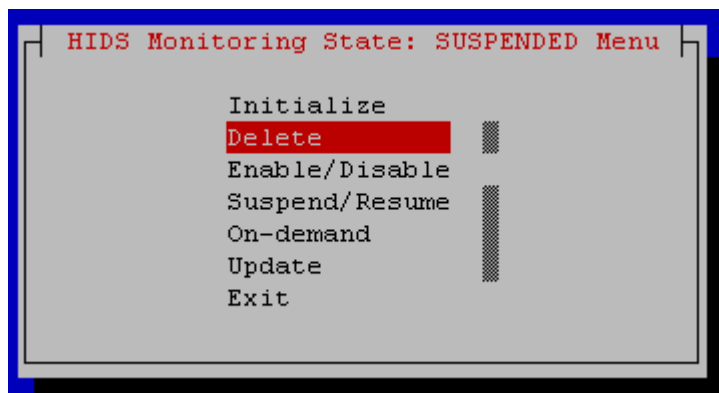 HIDS Monitoring State: SUSPENDED Menu
Initialize
Delete
Enable/Disable
Suspend/Resume
On-demand
Update
Exit